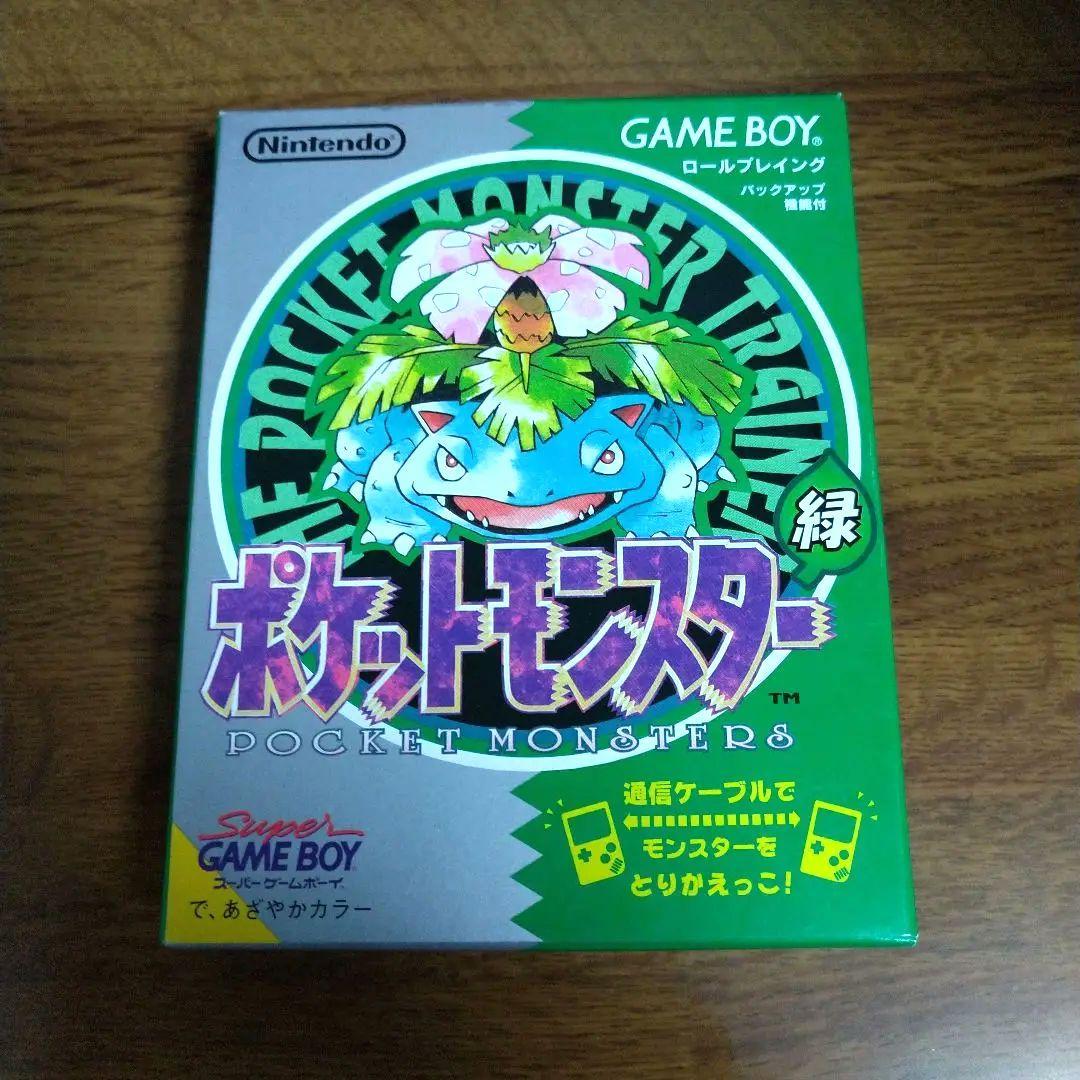 Nintendo
GAME BOY®
ロールプレイング
バックアップ
機能付
THE POCKET MONSTER TRAINER
緑
ポケットモンスター
TM
POCKET MONSTERS
通信ケーブルで
モンスターを
とりかえっこ!
Super
GAME BOY
スーパーゲームボーイ
で、あざやかカラー